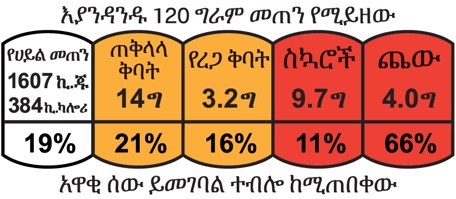 እያንዳንዱ 120 ግራም መጠን የሚይዘው
የሀይል መጠን
1607 ኪ.ጁ
384 ኪ.ካሎሪ
19%
ጠቅላላ
ቅባት
14ግ
21%
የረጋ ቅባት
3.2ግ
16%
ስኳሮች
9.7ግ
11%
ጨው
4.0ግ
66%
አዋቂ ሰው ይመገባል ተብሎ ከሚጠበቀው